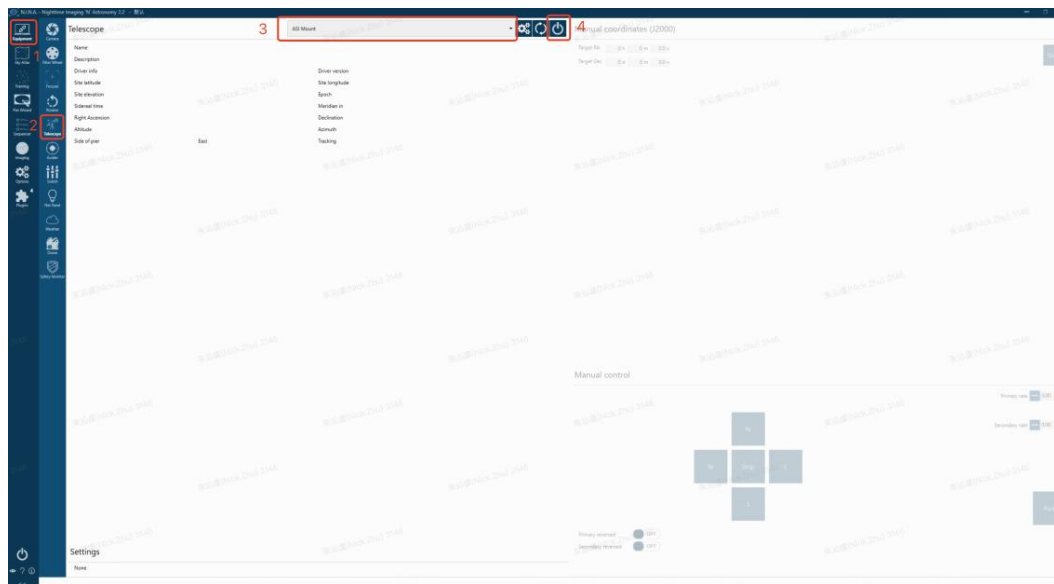 N.I.N.A. - Nighttime Imaging 'N' Astronomy 2.2 - 默认
Equipment
1
Sky Atlas
Framing
Flat Wizard
2
Sequencer
Imaging
Options
Plugins
Camera
Filter Wheel
Focuser
Rotator
Telescope
Guider
Switch
Flat Panel
Weather
Dome
Safety Monitor
Telescope
3
ASI Mount
4
Name
Description
Driver info
Driver version
Site latitude
Site longitude
Site elevation
Epoch
Sidereal time
Meridian in
Right Ascension
Declination
Altitude
Azimuth
Side of pier
East
Tracking
Settings
None
Manual coordinates (J2000)
Target RA
Target Dec
Manual control
Primary rate
Secondary rate
N
W
Stop
E
S
Primary reversed
OFF
Secondary reversed
OFF